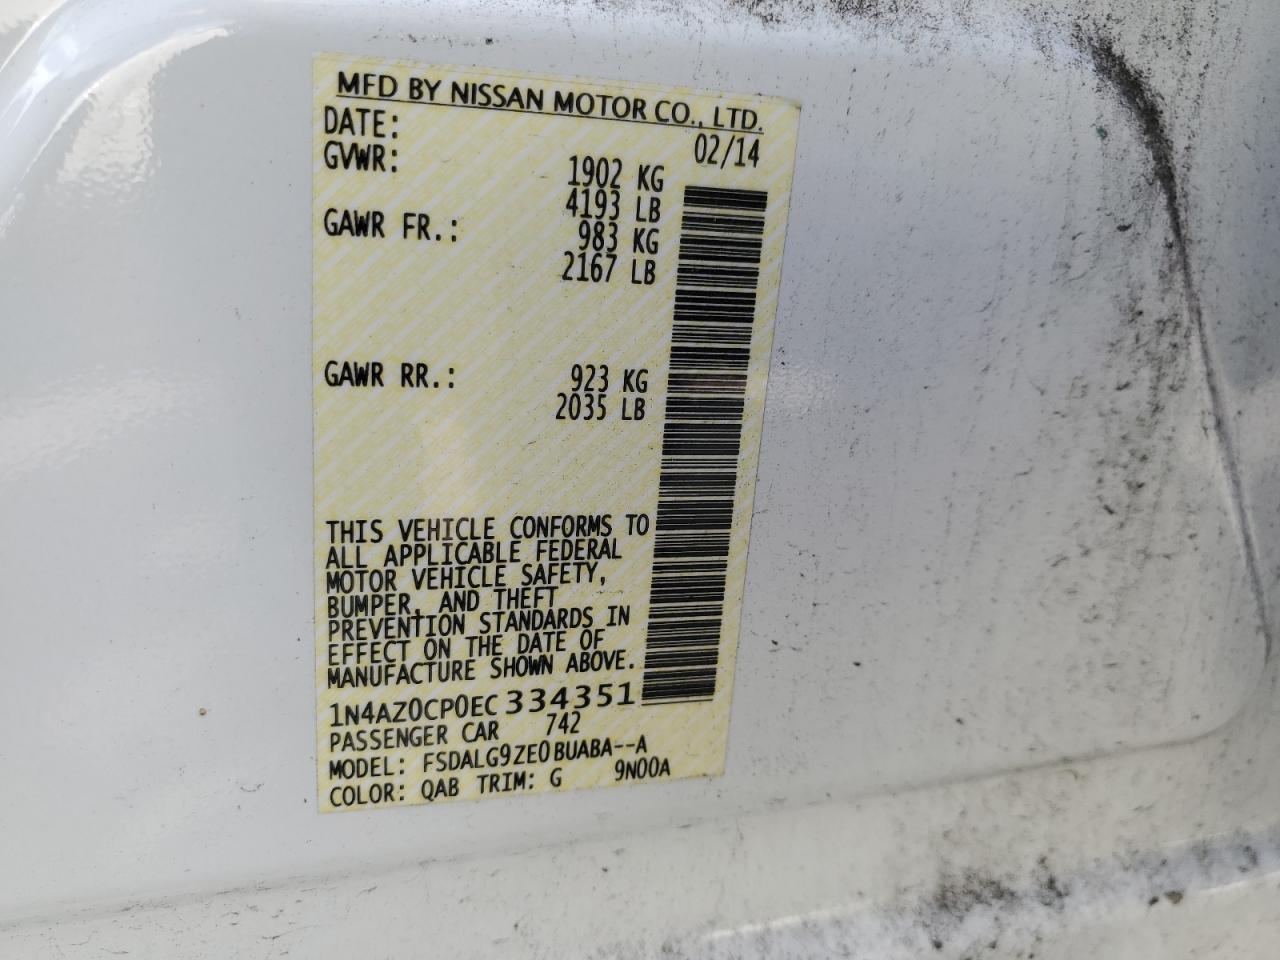 MFD BY NISSAN MOTOR CO., LTD.
DATE: 02/14
GVWR: 1902 KG
4193 LB
GAWR FR.: 983 KG
2167 LB
GAWR RR.: 923 KG
2035 LB
THIS VEHICLE CONFORMS TO
ALL APPLICABLE FEDERAL
MOTOR VEHICLE SAFETY,
BUMPER, AND THEFT
PREVENTION STANDARDS IN
EFFECT ON THE DATE OF
MANUFACTURE SHOWN ABOVE.
1N4AZ0CP0EC334351
PASSENGER CAR 742
MODEL: FSDALG9ZE0BUABA--A
COLOR: QAB TRIM: G 9N00A